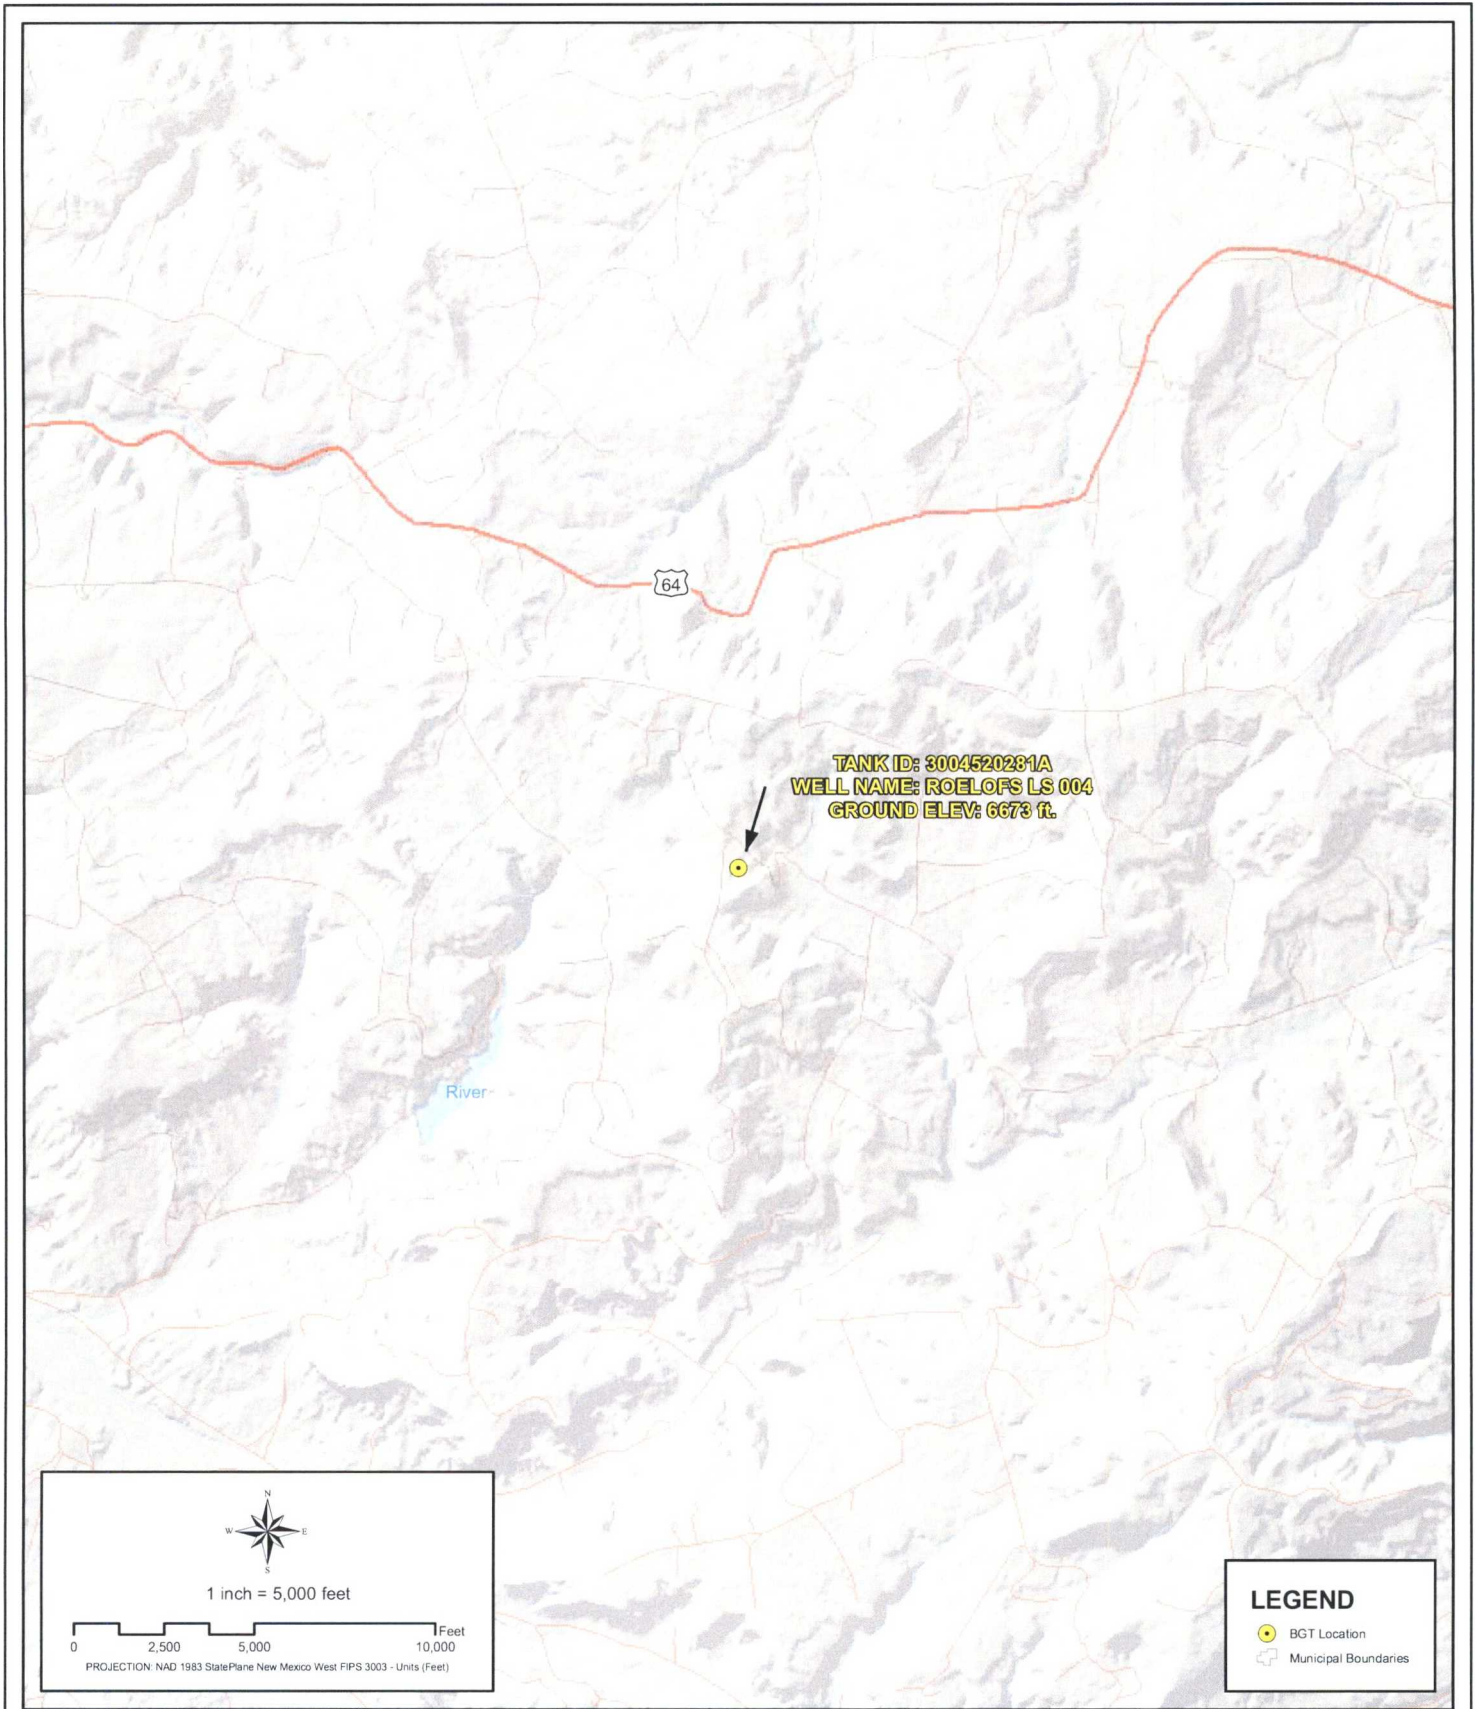 64
TANK ID: 3004520281A
WELL NAME: ROELOFS LS 004
GROUND ELEV: 6673 ft.
River
N
W E
S
1 inch = 5,000 feet
Feet
0 2,500 5,000 10,000
PROJECTION: NAD 1983 StatePlane New Mexico West FIPS 3003 - Units (Feet)
LEGEND
BGT Location
Municipal Boundaries